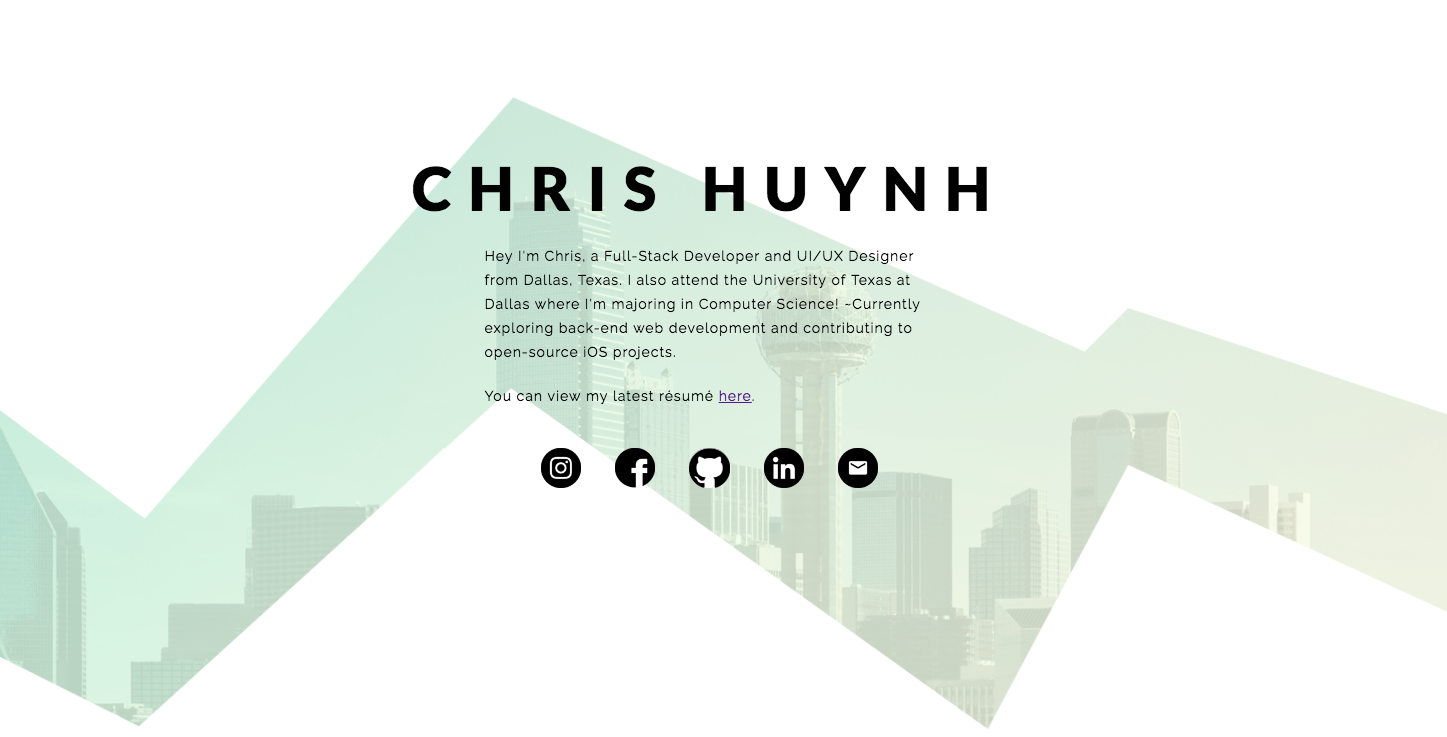 CHRIS HUYNH
Hey I'm Chris, a Full-Stack Developer and UI/UX Designer
from Dallas, Texas. I also attend the University of Texas at
Dallas where I'm majoring in Computer Science! ~Currently
exploring back-end web development and contributing to
open-source iOS projects.
You can view my latest résumé here.